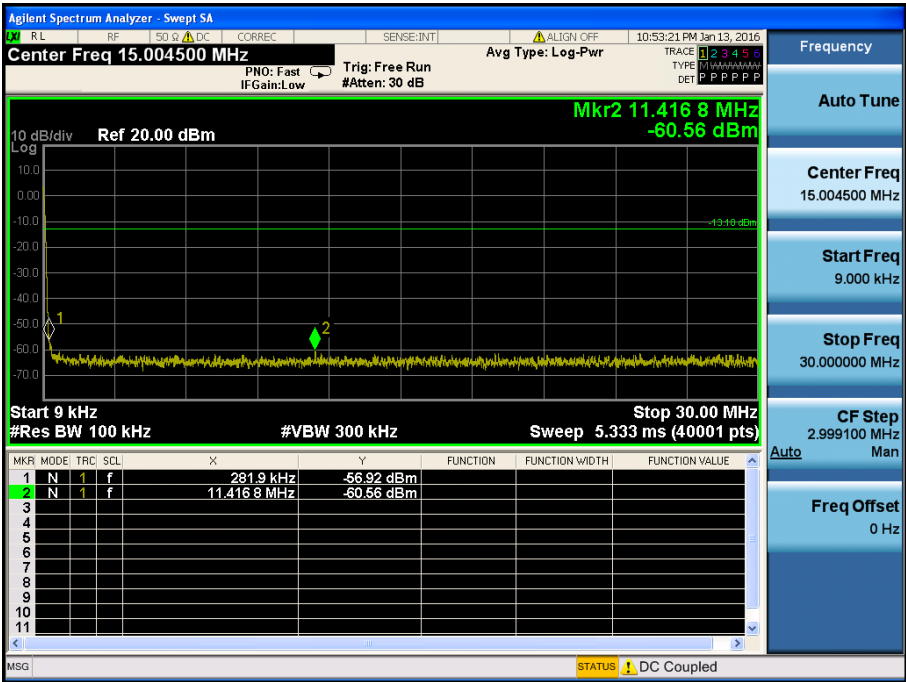 Agilent Spectrum Analyzer - Swept SA
LXI RL RF 50 Ω DC CORREC SENSE:INT ALIGN OFF 10:53:21 PM Jan 13, 2016
Center Freq 15.004500 MHz
PNO: Fast
IFGain:Low
Trig: Free Run
#Atten: 30 dB
Avg Type: Log-Pwr
TRACE 1 2 3 4 5 6
TYPE M WWWWW
DET P P P P P P
Mkr2 11.416 8 MHz
-60.56 dBm
10 dB/div Ref 20.00 dBm
Log
10.0
0.00
-10.0
-13.10 dBm
-20.0
-30.0
-40.0
-50.0
-60.0
-70.0
1
2
Start 9 kHz Stop 30.00 MHz
#Res BW 100 kHz #VBW 300 kHz Sweep 5.333 ms (40001 pts)
MKR MODE TRC SCL X Y FUNCTION FUNCTION WIDTH FUNCTION VALUE
1 N 1 f 281.9 kHz -56.92 dBm
2 N 1 f 11.416 8 MHz -60.56 dBm
3
4
5
6
7
8
9
10
11
MSG STATUS DC Coupled
Frequency
Auto Tune
Center Freq
15.004500 MHz
Start Freq
9.000 kHz
Stop Freq
30.000000 MHz
CF Step
2.999100 MHz
Auto Man
Freq Offset
0 Hz